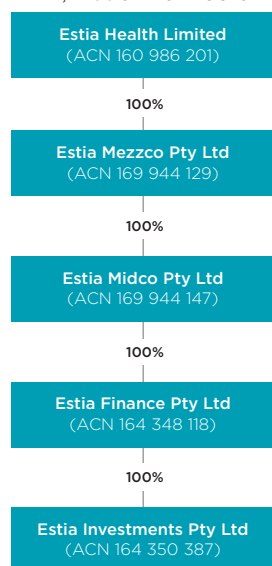 Estia Health Limited
(ACN 160 986 201)
100%
Estia Mezzco Pty Ltd
(ACN 169 944 129)
100%
Estia Midco Pty Ltd
(ACN 169 944 147)
100%
Estia Finance Pty Ltd
(ACN 164 348 118)
100%
Estia Investments Pty Ltd
(ACN 164 350 387)